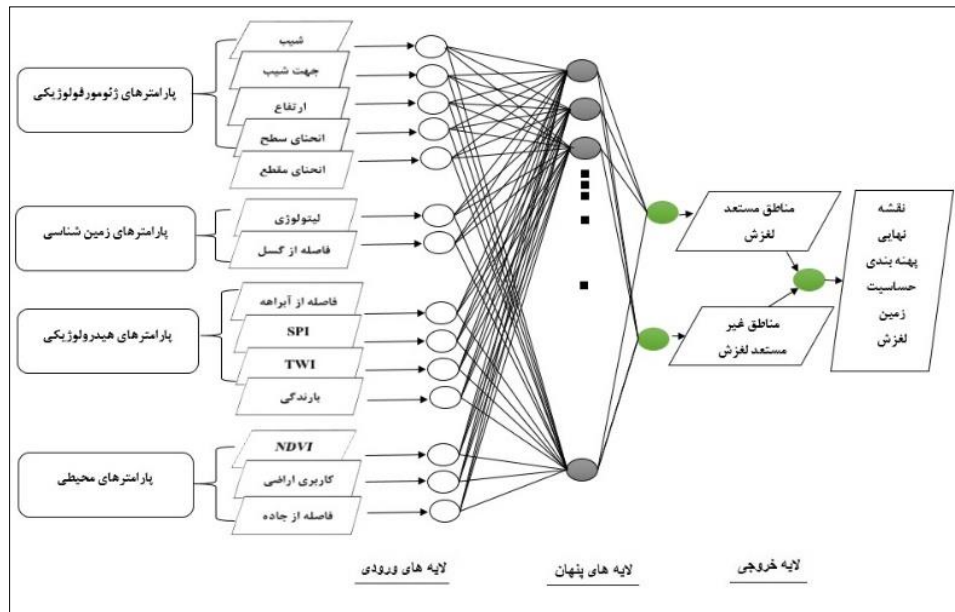 پارامترهای ژئومورفولوژیکی
شیب
جهت شیب
ارتفاع
انحنای سطح
انحنای مقطع
پارامترهای زمین شناسی
لیتولوژی
فاصله از گسل
پارامترهای هیدرولوژیکی
فاصله از آبراهه
SPI
TWI
بارندگی
پارامترهای محیطی
NDVI
کاربری اراضی
فاصله از جاده
مناطق مستعد
لغزش
مناطق غیر
مستعد لغزش
نقشه
نهایی
پهنه بندی
حساسیت
زمین
لغزش
لایه های ورودی
لایه های پنهان
لایه خروجی